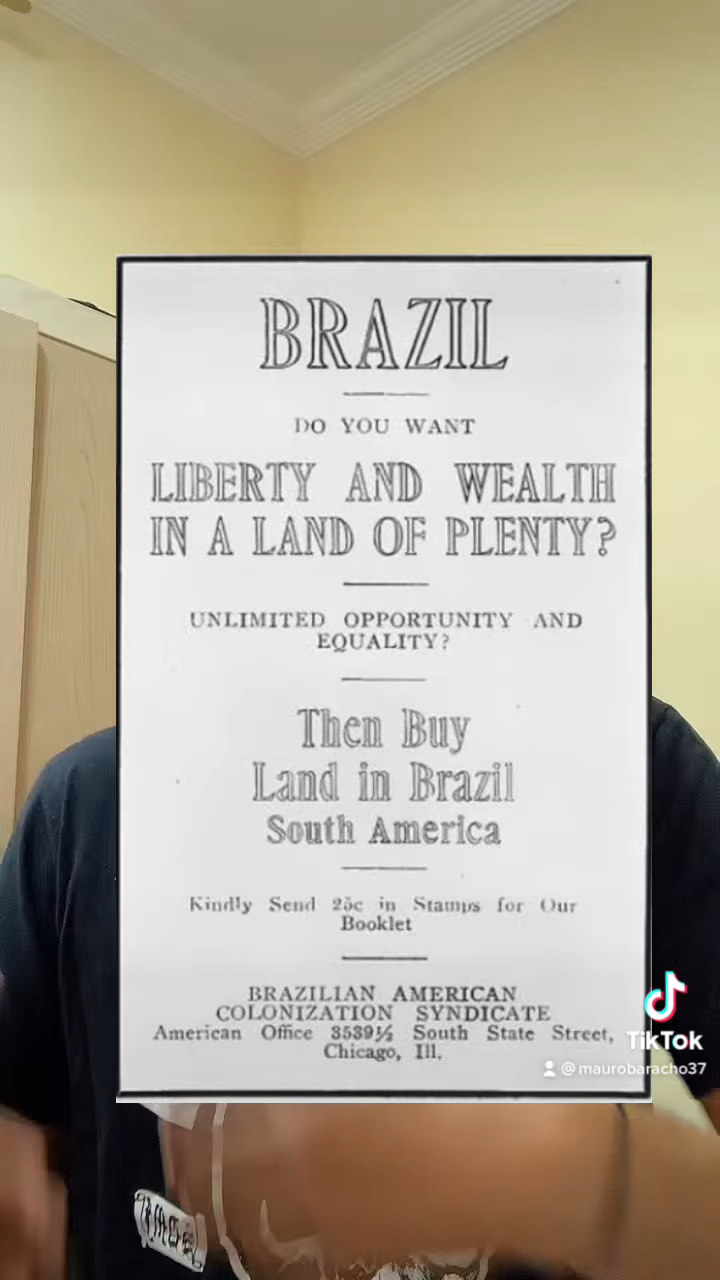 BRAZIL
DO YOU WANT
LIBERTY AND WEALTH
IN A LAND OF PLENTY?
UNLIMITED OPPORTUNITY AND
EQUALITY?
Then Buy
Land in Brazil
South America
Kindly Send 25c in Stamps for Our
Booklet
BRAZILIAN AMERICAN
COLONIZATION SYNDICATE
American Office 3539½ South State Street,
Chicago, Ill.
TikTok
@maurobaracho37